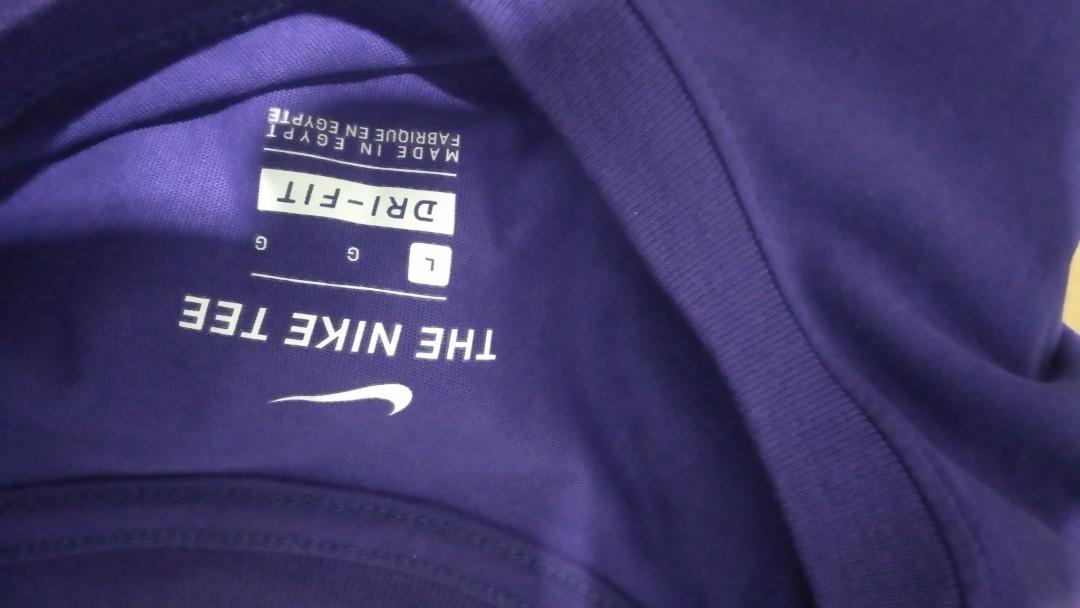 THE NIKE TEE
L G G
DRI-FIT
MADE IN EGYPT
FABRIQUE EN EGYPTE